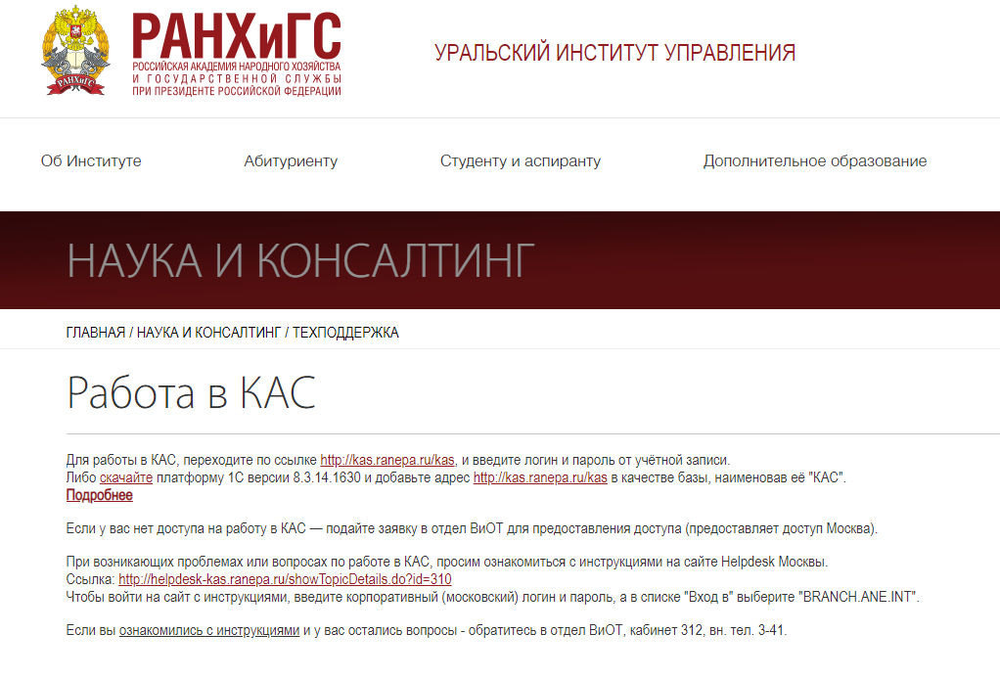 РАНХиГС
РОССИЙСКАЯ АКАДЕМИЯ НАРОДНОГО ХОЗЯЙСТВА
И ГОСУДАРСТВЕННОЙ СЛУЖБЫ
ПРИ ПРЕЗИДЕНТЕ РОССИЙСКОЙ ФЕДЕРАЦИИ
РАНХиГС
УРАЛЬСКИЙ ИНСТИТУТ УПРАВЛЕНИЯ
Об Институте Абитуриенту Студенту и аспиранту Дополнительное образование
НАУКА И КОНСАЛТИНГ
ГЛАВНАЯ / НАУКА И КОНСАЛТИНГ / ТЕХПОДДЕРЖКА
Работа в КАС
Для работы в КАС, переходите по ссылке http://kas.ranepa.ru/kas, и введите логин и пароль от учётной записи.
Либо скачайте платформу 1С версии 8.3.14.1630 и добавьте адрес http://kas.ranepa.ru/kas в качестве базы, наименовав её "КАС".
Подробнее
Если у вас нет доступа на работу в КАС — подайте заявку в отдел ВиОТ для предоставления доступа (предоставляет доступ Москва).
При возникающих проблемах или вопросах по работе в КАС, просим ознакомиться с инструкциями на сайте Helpdesk Москвы.
Ссылка: http://helpdesk-kas.ranepa.ru/showTopicDetails.do?id=310
Чтобы войти на сайт с инструкциями, введите корпоративный (московский) логин и пароль, а в списке "Вход в" выберите "BRANCH.ANE.INT".
Если вы ознакомились с инструкциями и у вас остались вопросы - обратитесь в отдел ВиОТ, кабинет 312, вн. тел. 3-41.